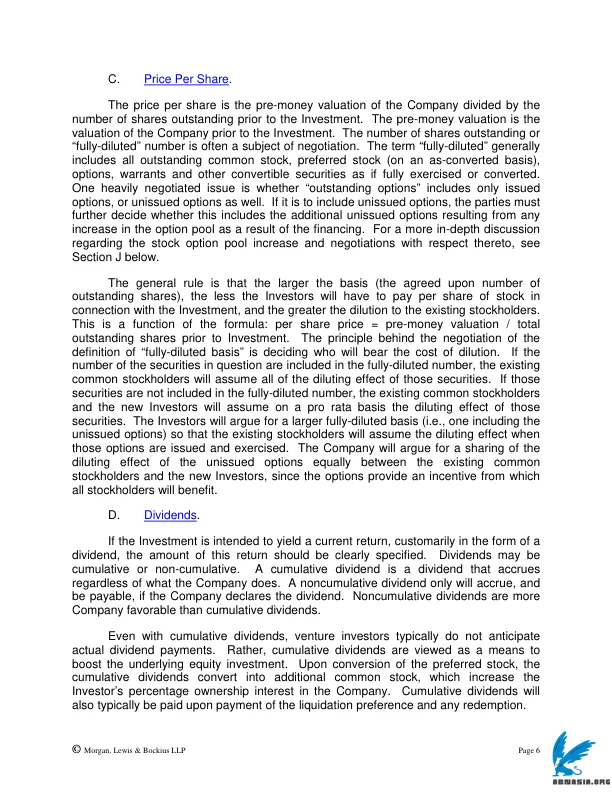 C. Price Per Share.
The price per share is the pre-money valuation of the Company divided by the
number of shares outstanding prior to the Investment. The pre-money valuation is the
valuation of the Company prior to the Investment. The number of shares outstanding or
“fully-diluted” number is often a subject of negotiation. The term “fully-diluted” generally
includes all outstanding common stock, preferred stock (on an as-converted basis),
options, warrants and other convertible securities as if fully exercised or converted.
One heavily negotiated issue is whether “outstanding options” includes only issued
options, or unissued options as well. If it is to include unissued options, the parties must
further decide whether this includes the additional unissued options resulting from any
increase in the option pool as a result of the financing. For a more in-depth discussion
regarding the stock option pool increase and negotiations with respect thereto, see
Section J below.
The general rule is that the larger the basis (the agreed upon number of
outstanding shares), the less the Investors will have to pay per share of stock in
connection with the Investment, and the greater the dilution to the existing stockholders.
This is a function of the formula: per share price = pre-money valuation / total
outstanding shares prior to Investment. The principle behind the negotiation of the
definition of “fully-diluted basis” is deciding who will bear the cost of dilution. If the
number of the securities in question are included in the fully-diluted number, the existing
common stockholders will assume all of the diluting effect of those securities. If those
securities are not included in the fully-diluted number, the existing common stockholders
and the new Investors will assume on a pro rata basis the diluting effect of those
securities. The Investors will argue for a larger fully-diluted basis (i.e., one including the
unissued options) so that the existing stockholders will assume the diluting effect when
those options are issued and exercised. The Company will argue for a sharing of the
diluting effect of the unissued options equally between the existing common
stockholders and the new Investors, since the options provide an incentive from which
all stockholders will benefit.
D. Dividends.
If the Investment is intended to yield a current return, customarily in the form of a
dividend, the amount of this return should be clearly specified. Dividends may be
cumulative or non-cumulative. A cumulative dividend is a dividend that accrues
regardless of what the Company does. A noncumulative dividend only will accrue, and
be payable, if the Company declares the dividend. Noncumulative dividends are more
Company favorable than cumulative dividends.
Even with cumulative dividends, venture investors typically do not anticipate
actual dividend payments. Rather, cumulative dividends are viewed as a means to
boost the underlying equity investment. Upon conversion of the preferred stock, the
cumulative dividends convert into additional common stock, which increase the
Investor’s percentage ownership interest in the Company. Cumulative dividends will
also typically be paid upon payment of the liquidation preference and any redemption.
© Morgan, Lewis & Bockius LLP Page 6
ABNASIA.ORG